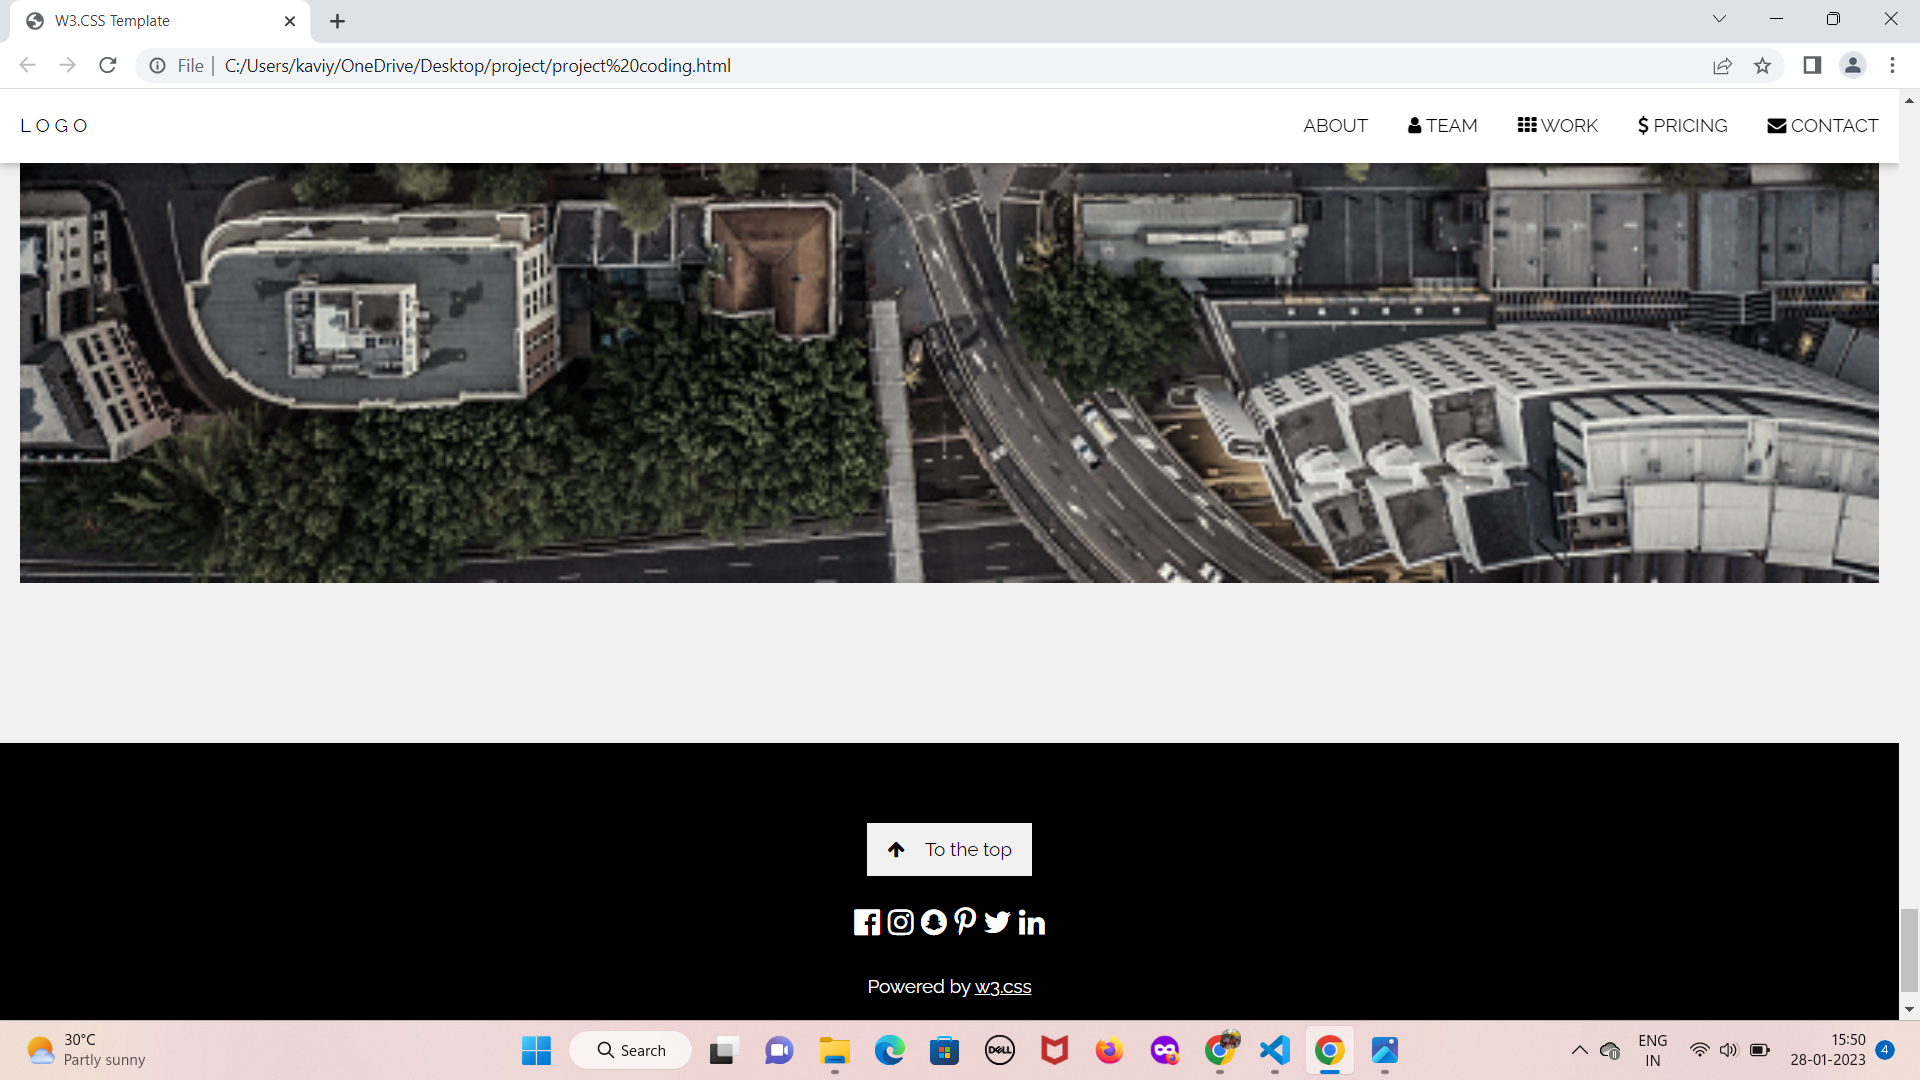 W3.CSS Template
File | C:/Users/kaviy/OneDrive/Desktop/project/project%20coding.html
LOGO
ABOUT TEAM WORK $ PRICING CONTACT
To the top
Powered by w3.css
30°C
Partly sunny
Search
DELL
ENG
IN
15:50
28-01-2023
4